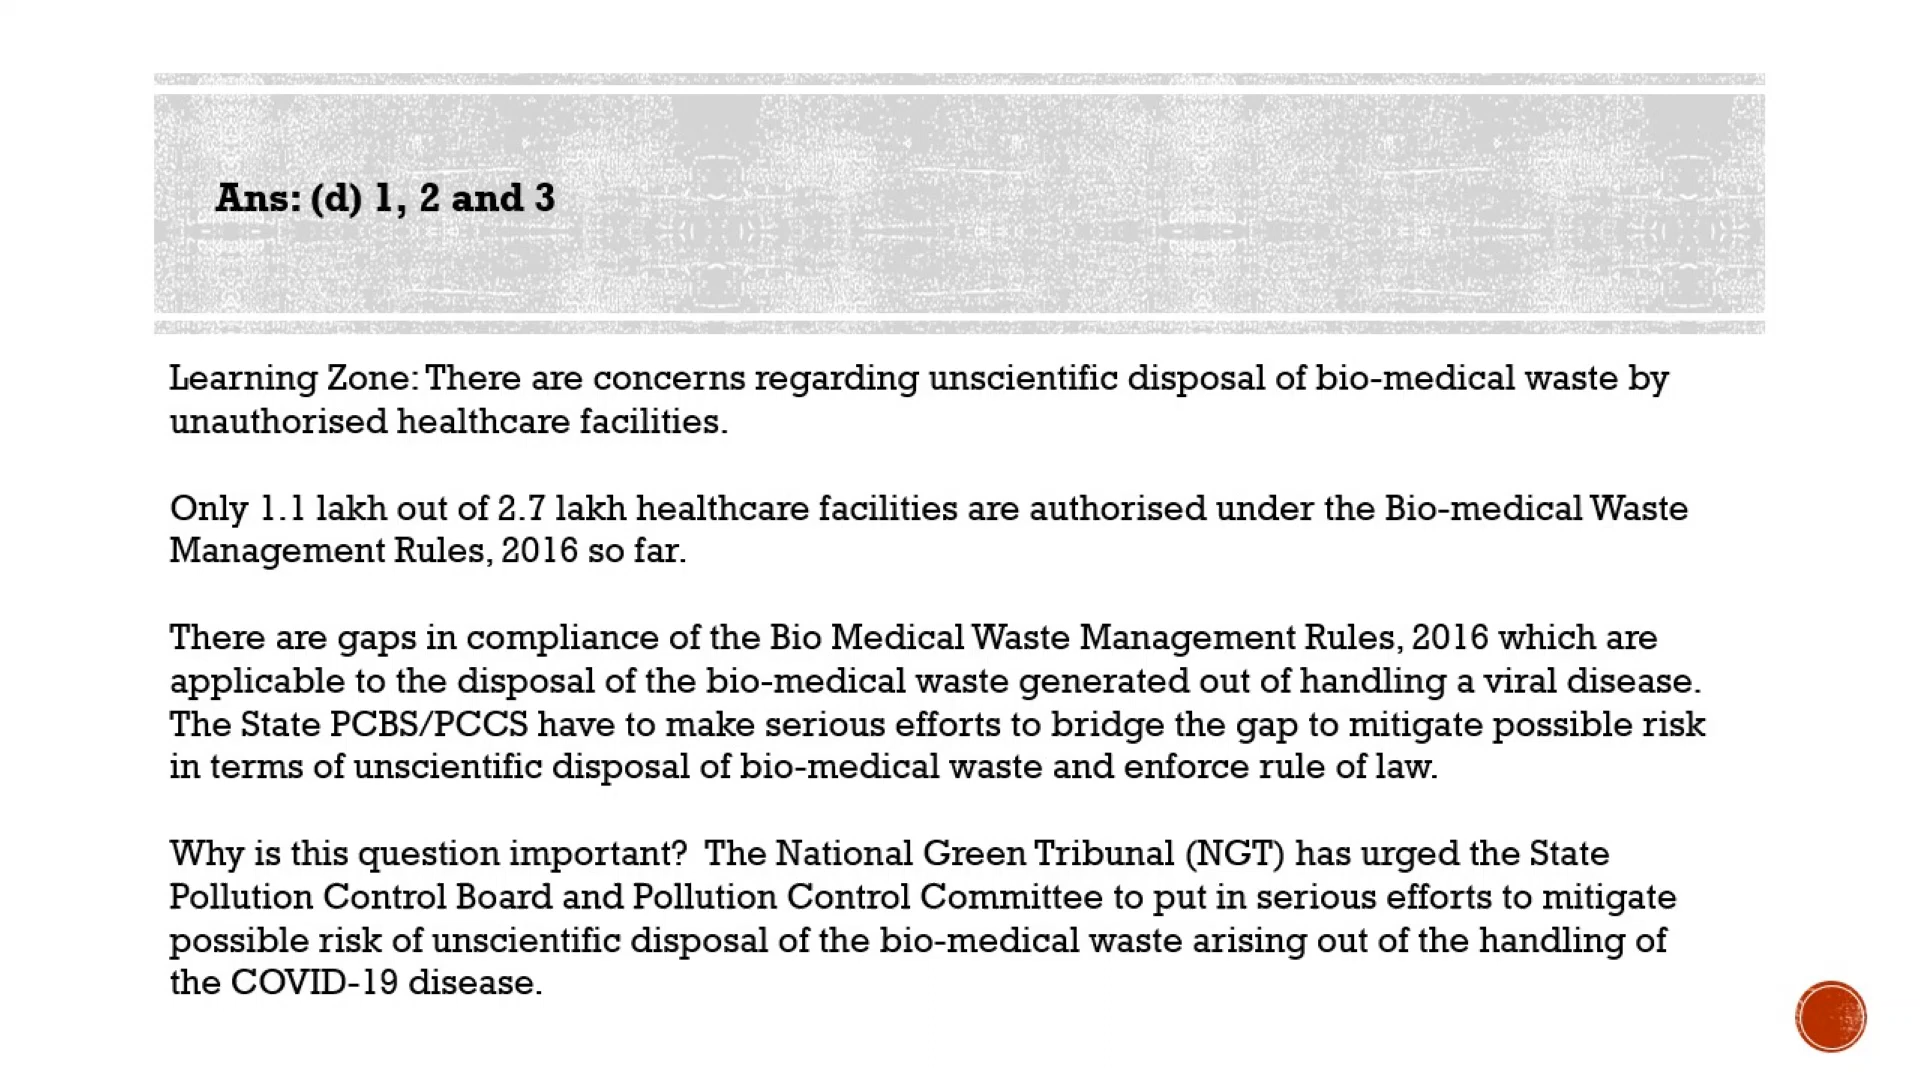 Ans: (d) 1, 2 and 3
Learning Zone: There are concerns regarding unscientific disposal of bio-medical waste by
unauthorised healthcare facilities.
Only 1.1 lakh out of 2.7 lakh healthcare facilities are authorised under the Bio-medical Waste
Management Rules, 2016 so far.
There are gaps in compliance of the Bio Medical Waste Management Rules, 2016 which are
applicable to the disposal of the bio-medical waste generated out of handling a viral disease.
The State PCBS/PCCS have to make serious efforts to bridge the gap to mitigate possible risk
in terms of unscientific disposal of bio-medical waste and enforce rule of law.
Why is this question important?  The National Green Tribunal (NGT) has urged the State
Pollution Control Board and Pollution Control Committee to put in serious efforts to mitigate
possible risk of unscientific disposal of the bio-medical waste arising out of the handling of
the COVID-19 disease.